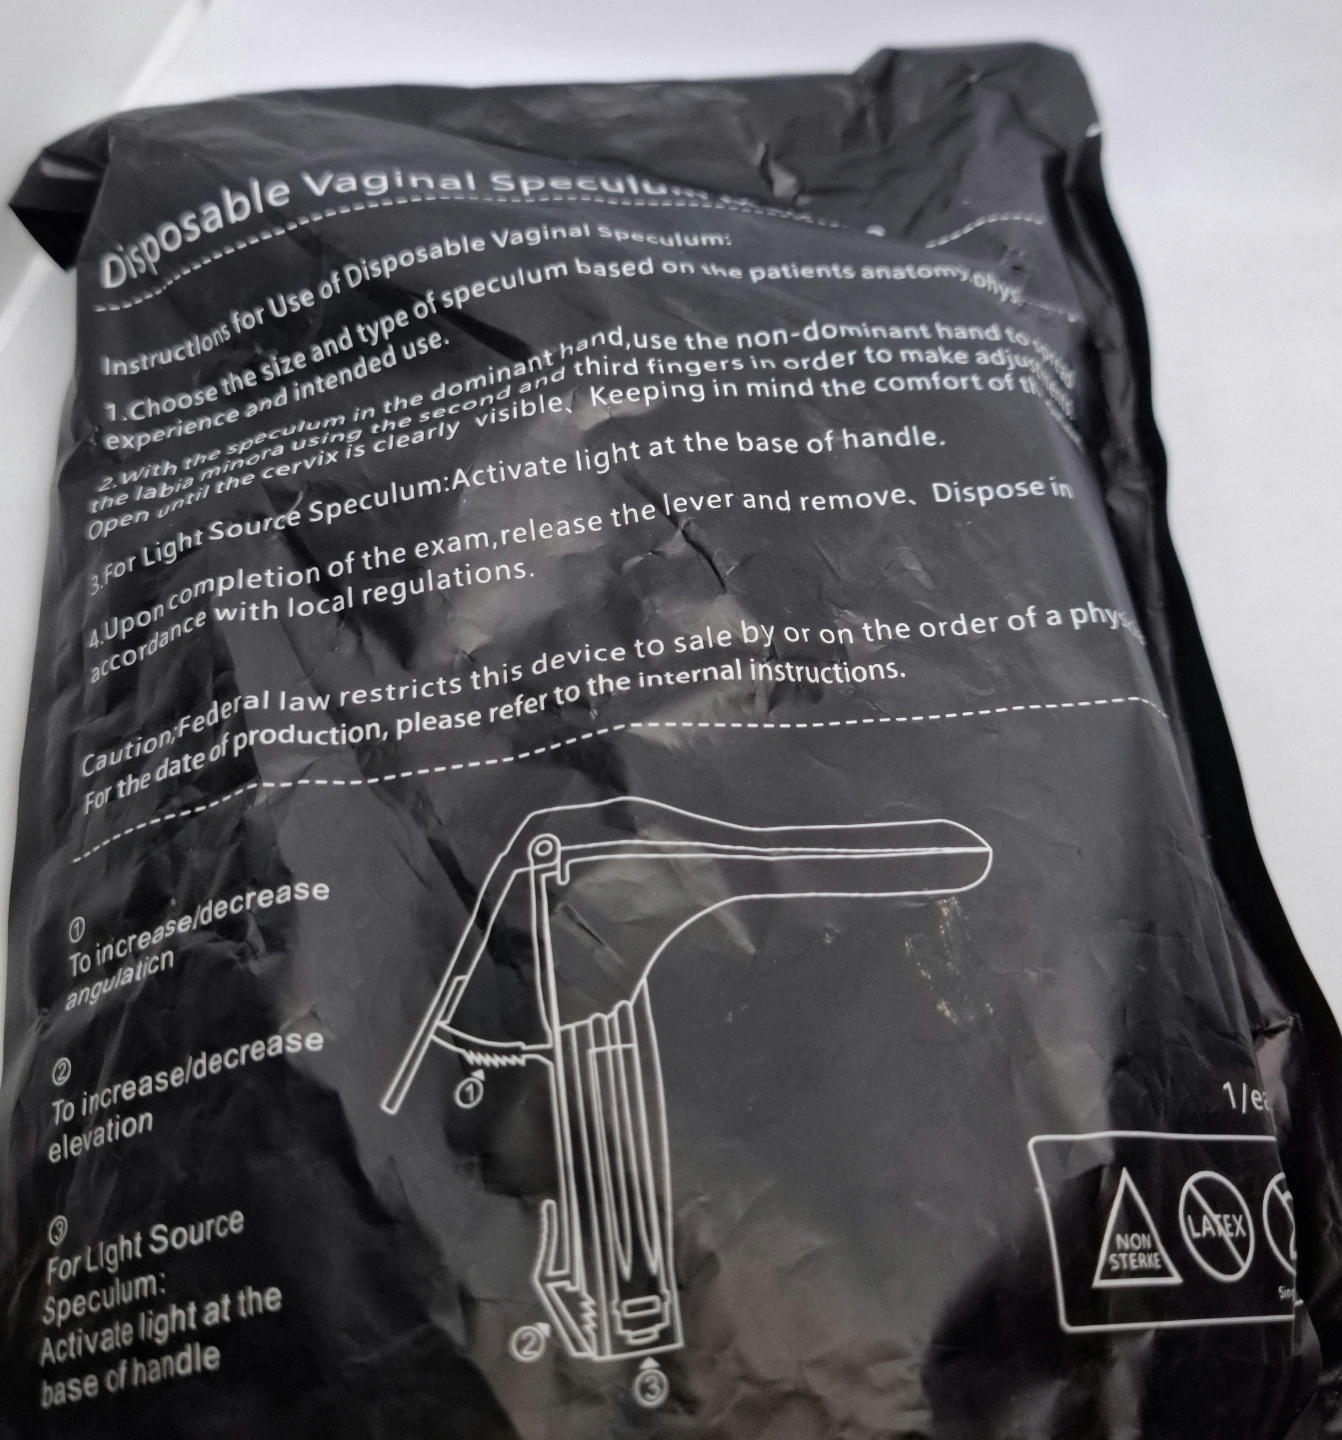 Disposable Vaginal Speculum
Instructions for Use of Disposable Vaginal Speculum:
1.Choose the size and type of speculum based on the patients anatomy,
experience and intended use.
2.With the speculum in the dominant hand,use the non-dominant hand to spread
the labia minora using the second and third fingers in order to make adjustments
Open until the cervix is clearly visible、Keeping in mind the comfort of
3.For Light Source Speculum:Activate light at the base of handle.
4.Upon completion of the exam,release the lever and remove、Dispose in
accordance with local regulations.
Caution;Federal law restricts this device to sale by or on the order of a
For the date of production, please refer to the internal instructions.
①
To increase/decrease
angulaticn
②
To increase/decrease
elevation
③
For LIght Source
Speculum:
Activate light at the
base of handle
①
②
③
NON
STERKE
LATEX